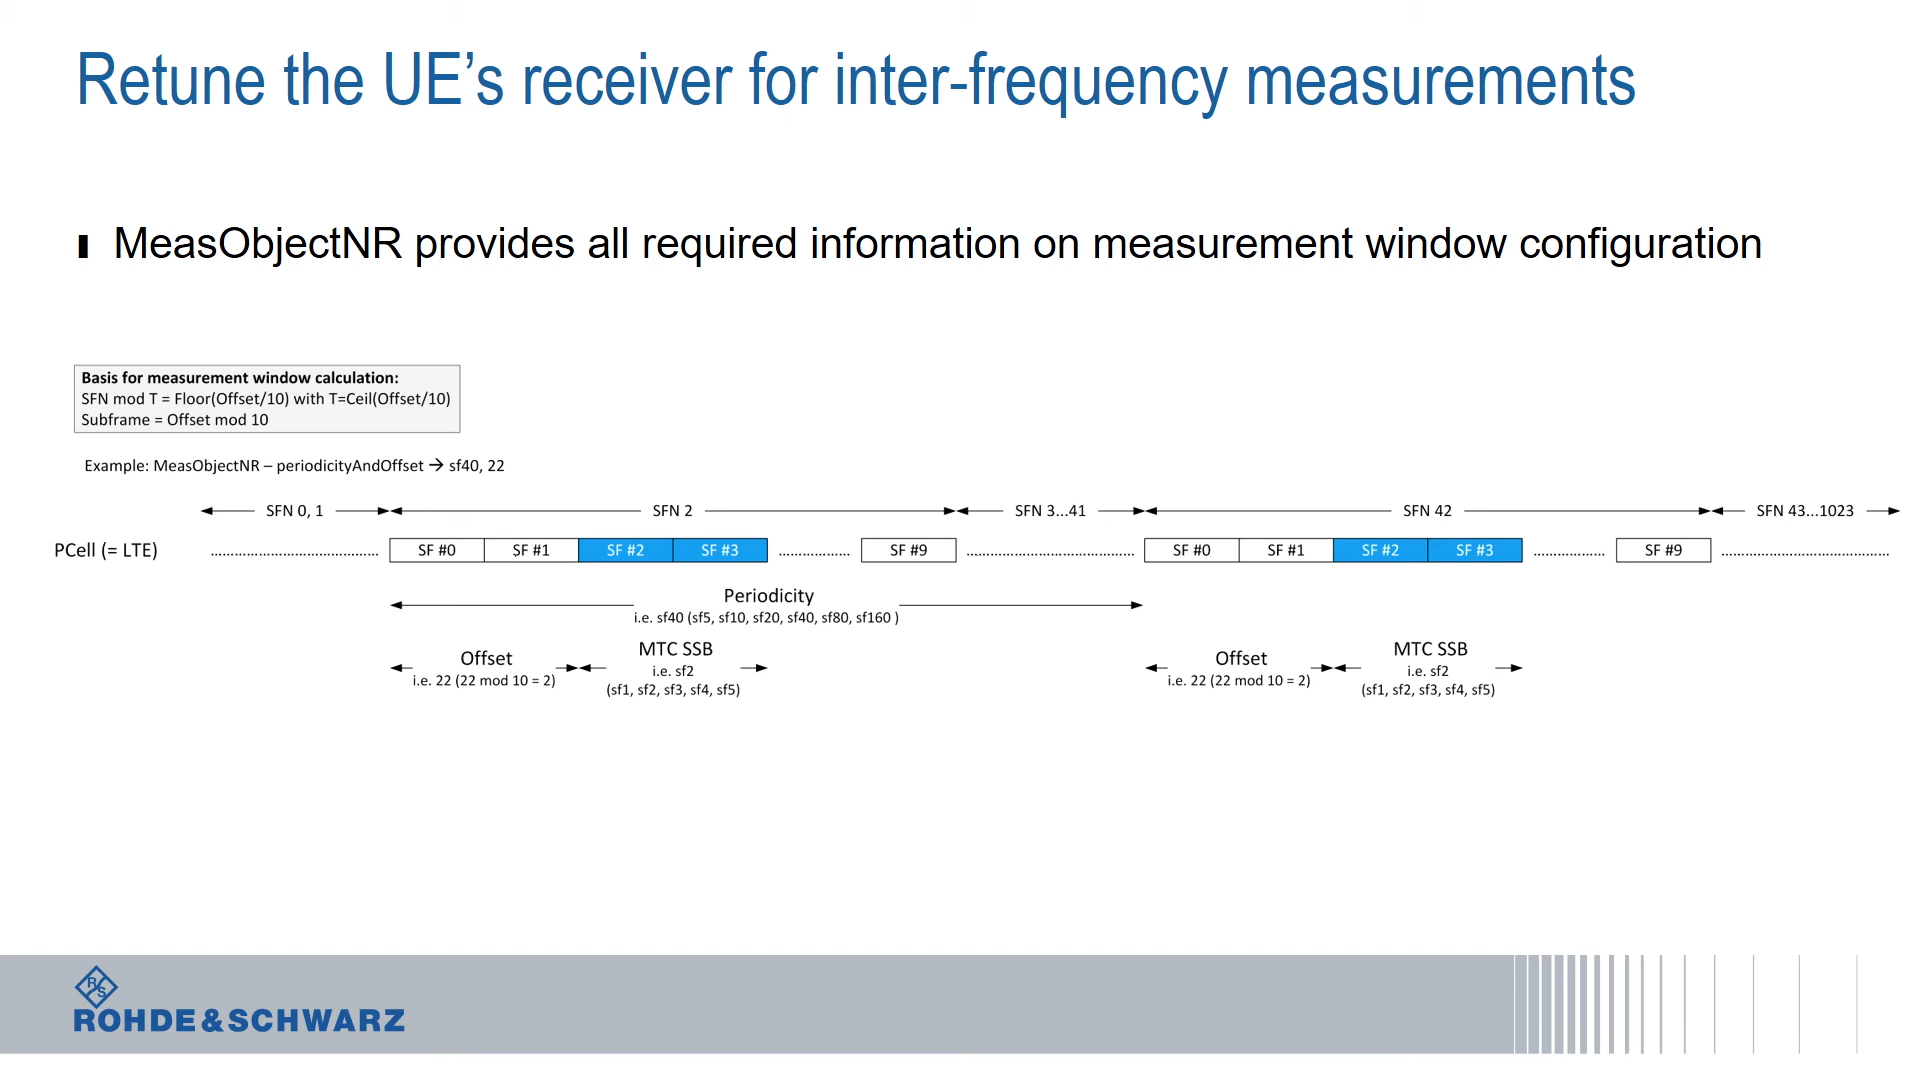 Retune the UE’s receiver for inter-frequency measurements
MeasObjectNR provides all required information on measurement window configuration
Basis for measurement window calculation:
SFN mod T = Floor(Offset/10) with T=Ceil(Offset/10)
Subframe = Offset mod 10
Example: MeasObjectNR – periodicityAndOffset → sf40, 22
SFN 0, 1 SFN 2 SFN 3...41 SFN 42 SFN 43...1023
PCell (= LTE) SF #0 SF #1 SF #2 SF #3 SF #9 SF #0 SF #1 SF #2 SF #3 SF #9
Periodicity
i.e. sf40 (sf5, sf10, sf20, sf40, sf80, sf160 )
Offset
i.e. 22 (22 mod 10 = 2)
MTC SSB
i.e. sf2
(sf1, sf2, sf3, sf4, sf5)
Offset
i.e. 22 (22 mod 10 = 2)
MTC SSB
i.e. sf2
(sf1, sf2, sf3, sf4, sf5)
RS
ROHDE & SCHWARZ